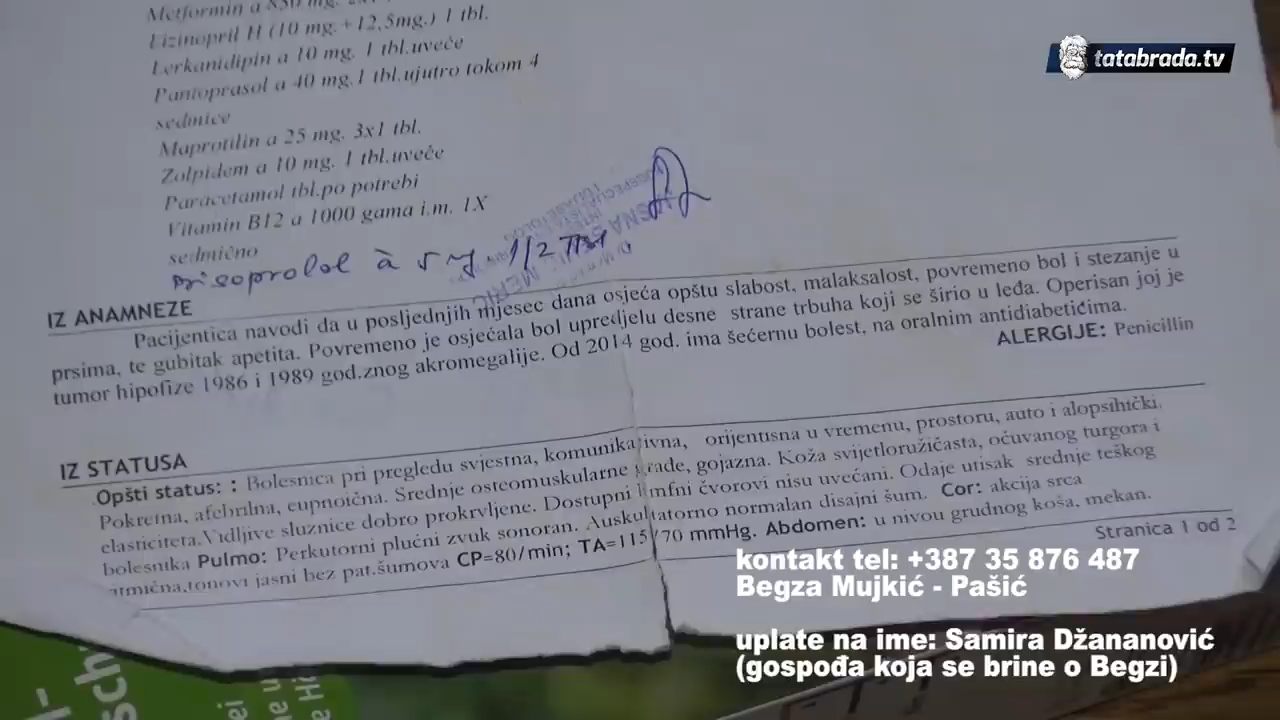 Metformin a 850 mg.
Lizinopril H (10 mg.+12,5mg.) 1 tbl.
Lerkanidipin a 10 mg. 1 tbl.uveče
Pantoprasol a 40 mg.1 tbl.ujutro tokom 4
sedmice
Maprotilin a 25 mg. 3x1 tbl.
Zolpidem a 10 mg. 1 tbl.uveče
Paracetamol tbl.po potrebi
Vitamin B12 a 1000 gama i.m. 1X
sedmično
à 5 mg 1/2
IZ ANAMNEZE
Pacijentica navodi da u posljednjih mjesec dana osjeća opštu slabost, malaksalost, povremeno bol i stezanje u
prsima, te gubitak apetita. Povremeno je osjećala bol upredjelu desne strane trbuha koji se širio u leđa. Operisan joj je
tumor hipofize 1986 i 1989 god.znog akromegalije. Od 2014 god. ima šećernu bolest, na oralnim antidiabetičima.
ALERGIJE: Penicillin
IZ STATUSA
Opšti status: : Bolesnica pri pregledu svjestna, komunikativna, orijentisna u vremenu, prostoru, auto i alopsihički.
Pokretna, afebrilna, eupnoična. Srednje osteomuskularne građe, gojazna. Koža svijetloružičasta, očuvanog turgora i
elasticiteta.Vidljive sluznice dobro prokrvljene. Dostupni limfni čvorovi nisu uvećani. Odaje utisak srednje teškog
bolesnika Pulmo: Perkutorni plućni zvuk sonoran. Auskultatorno normalan disajni šum. Cor: akcija srca
ritmična,tonovi jasni bez pat.šumova CP=80/min; TA=115/70 mmHg. Abdomen: u nivou grudnog koša, mekan.
Stranica 1 od 2
tatabrada.tv
kontakt tel: +387 35 876 487
Begza Mujkić - Pašić
uplate na ime: Samira Džananović
(gospođa koja se brine o Begzi)